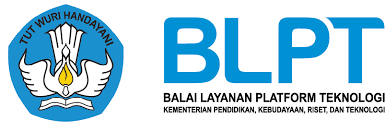 TUT WURI HANDAYANI
BLPT
BALAI LAYANAN PLATFORM TEKNOLOGI
KEMENTERIAN PENDIDIKAN, KEBUDAYAAN, RISET, DAN TEKNOLOGI